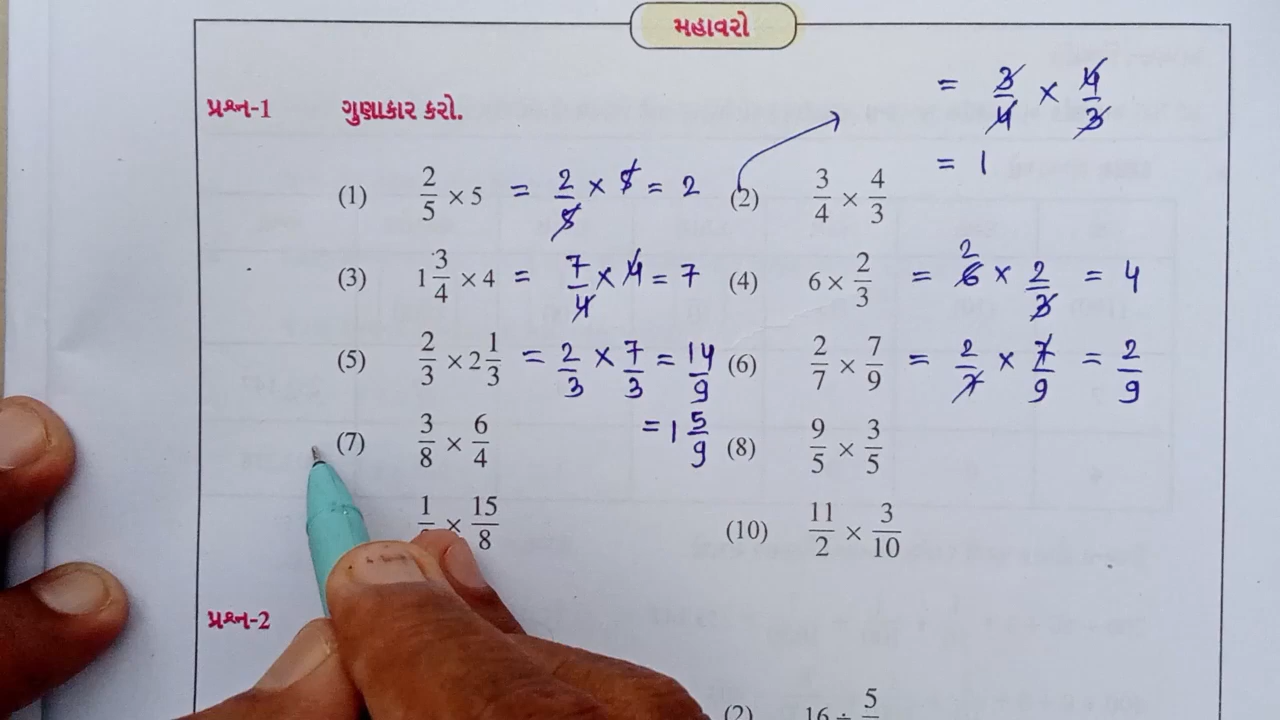 મહાવરો
= 3/4 × 4/3
પ્રશ્ન-1 ગુણાકાર કરો.
= 1
(1) 2/5 × 5 = 2/5 × 5 = 2 (2) 3/4 × 4/3
(3) 1 3/4 × 4 = 7/4 × 4 = 7 (4) 6 × 2/3 = 2 6 × 2/3 = 4
(5) 2/3 × 2 1/3 = 2/3 × 7/3 = 14/9 (6) 2/7 × 7/9 = 2/7 × 7/9 = 2/9
= 1 5/9
(7) 3/8 × 6/4 (8) 9/5 × 3/5
× 15/8 (10) 11/2 × 3/10
પ્રશ્ન-2
(2) 16 ÷ 5